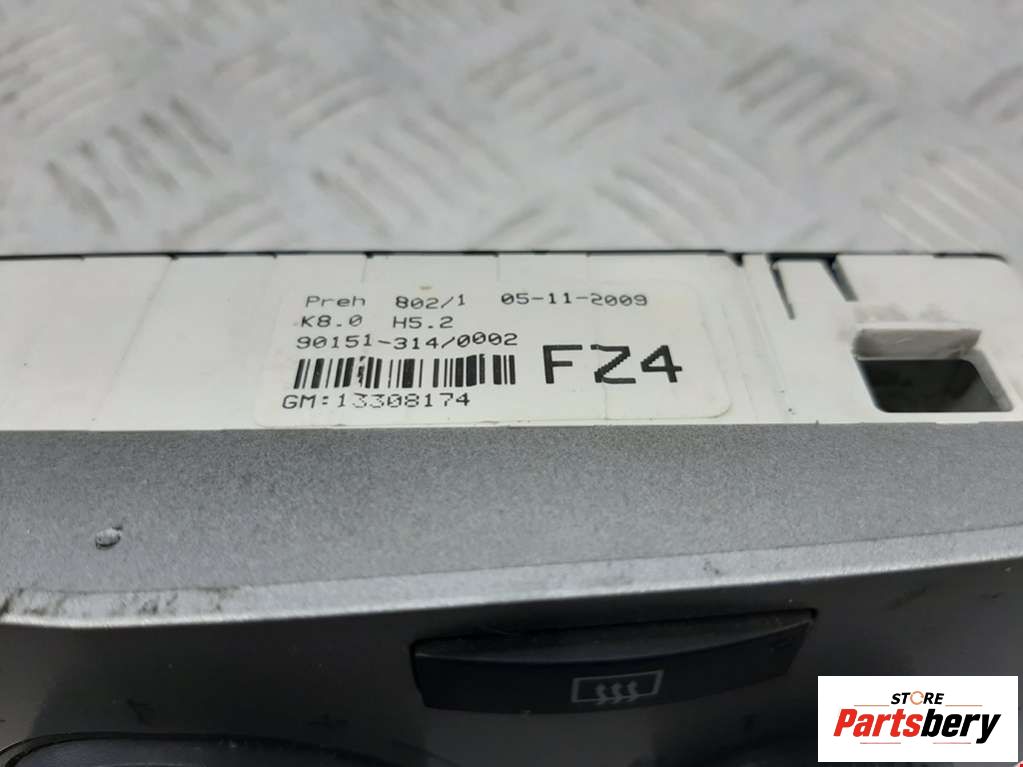 Preh 802/1 05-11-2009
K8.0 H5.2
90151-314/0002
FZ4
GM:13308174
STORE
Partsbery